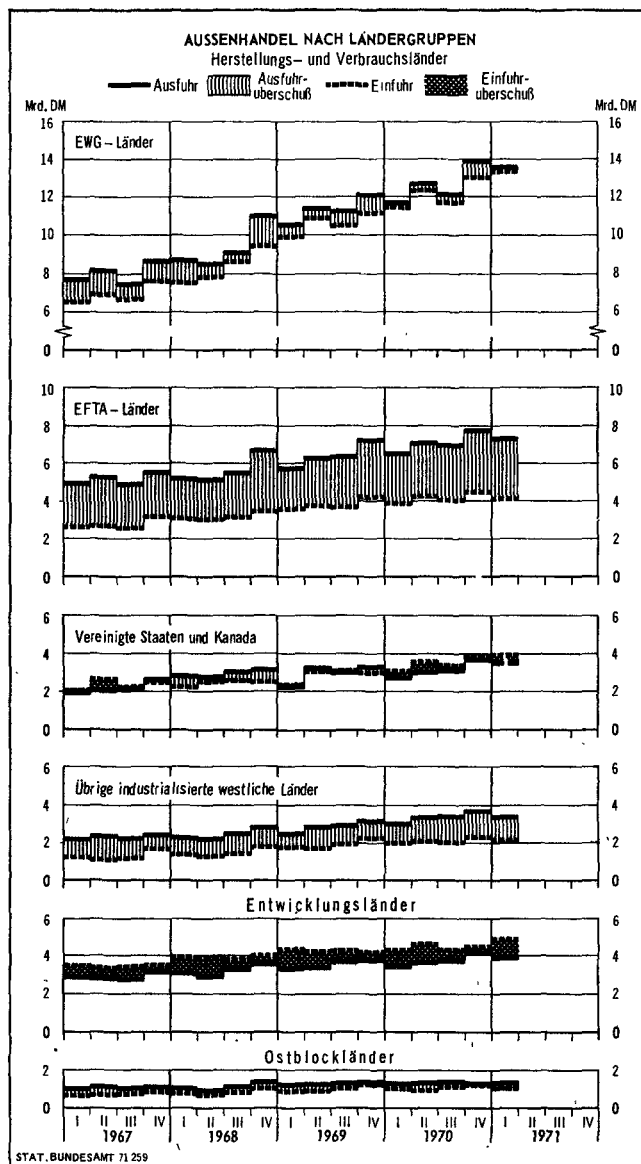 AUSSENHANDEL NACH LÄNDERGRUPPEN
Herstellungs- und Verbrauchsländer
Ausfuhr Ausfuhr-uberschuß Einfuhr Einfuhr-uberschuß
Mrd. DM Mrd. DM
16 16
EWG-Länder
14 14
12 12
10 10
8 8
6 6
0 0
10 10
EFTA-Länder
8 8
6 6
4 4
2 2
0 0
6 6
Vereinigte Staaten und Kanada
4 4
2 2
0 0
6 6
Übrige industrialisierte westliche Länder
4 4
2 2
0 0
Entwicklungsländer
6 6
4 4
2 2
0 0
Ostblockländer
2 2
0 0
I II III IV I II III IV I II III IV I II III IV I II III IV
1967 1968 1969 1970 1971
STAT. BUNDESAMT 71 259